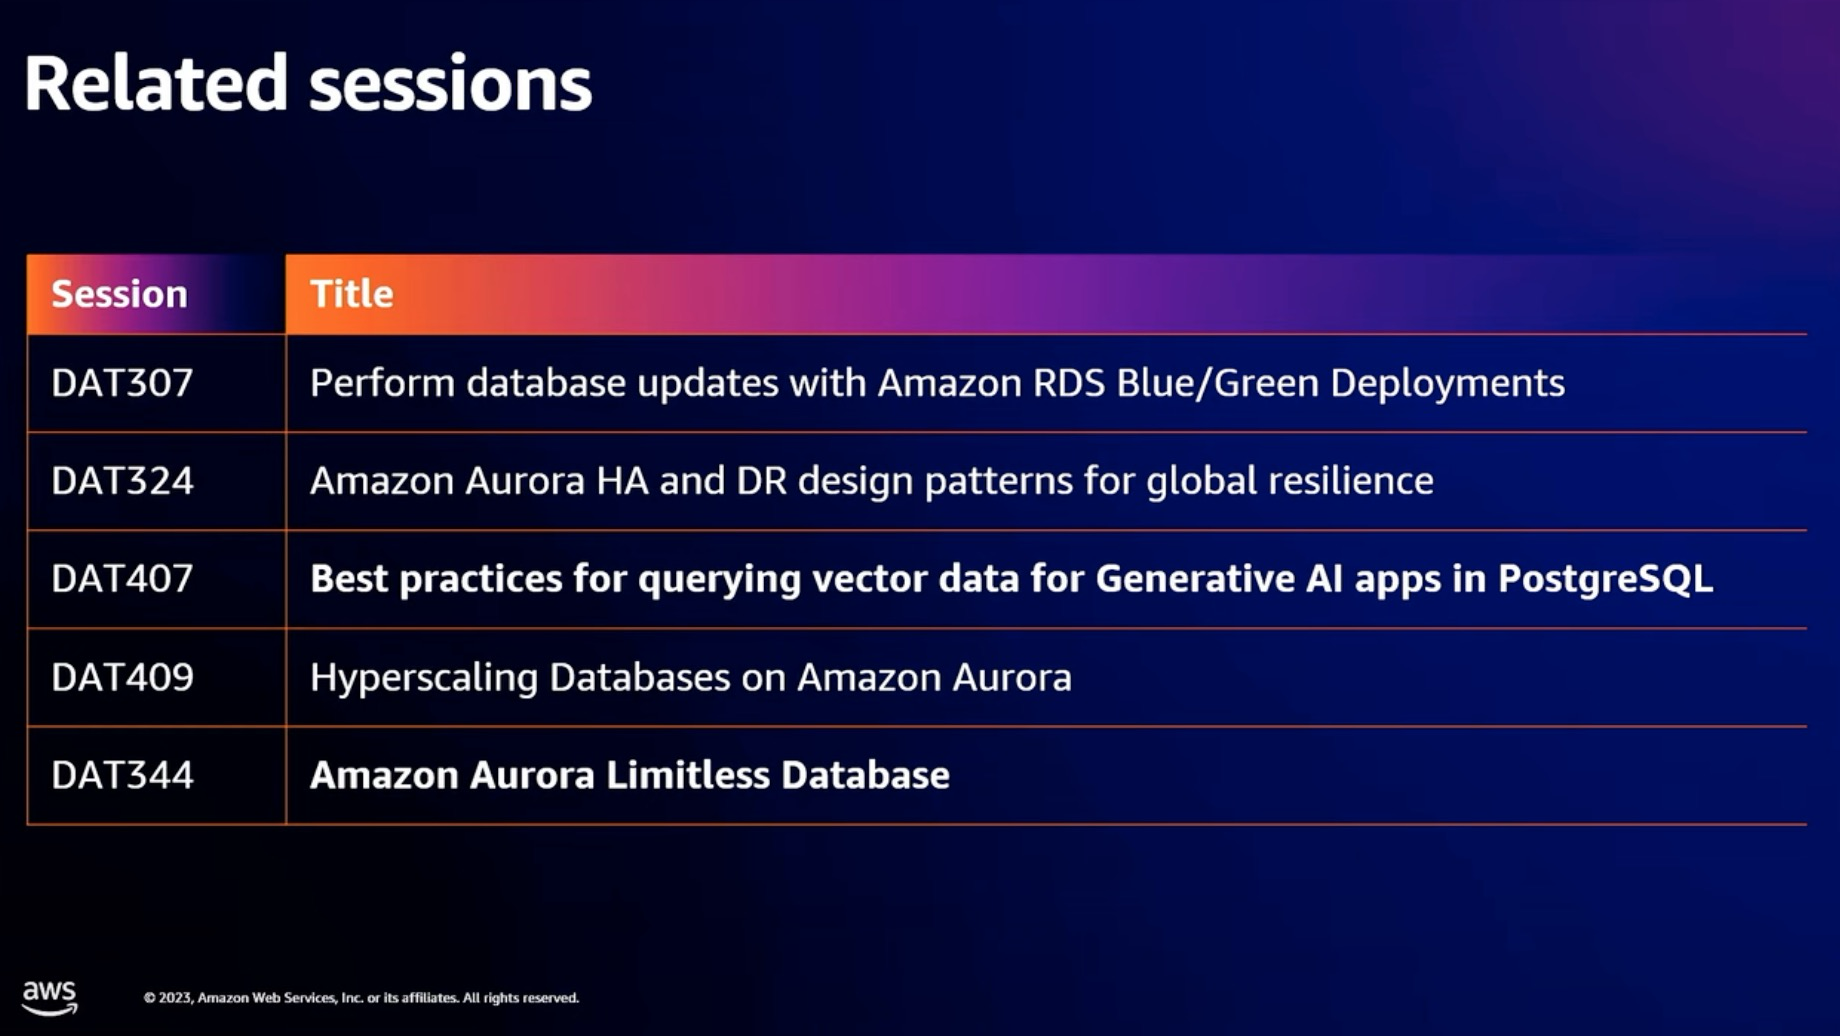 Related sessions
Session Title
DAT307 Perform database updates with Amazon RDS Blue/Green Deployments
DAT324 Amazon Aurora HA and DR design patterns for global resilience
DAT407 Best practices for querying vector data for Generative AI apps in PostgreSQL
DAT409 Hyperscaling Databases on Amazon Aurora
DAT344 Amazon Aurora Limitless Database
aws © 2023, Amazon Web Services, Inc. or its affiliates. All rights reserved.